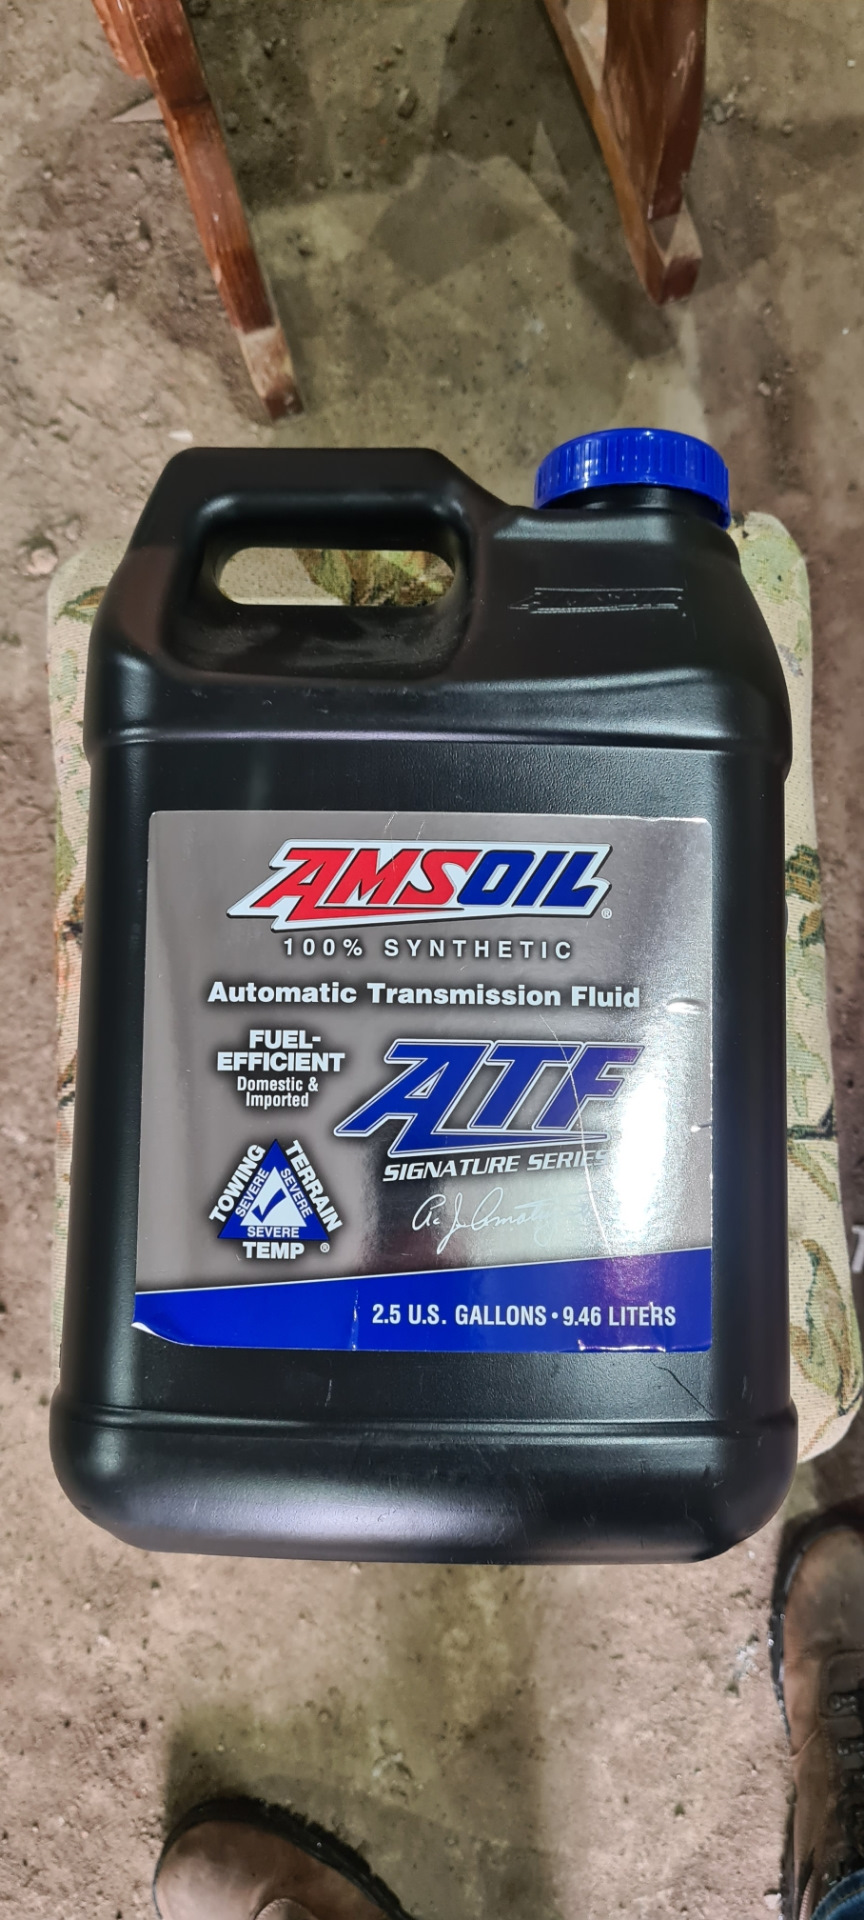 AMSOIL®
100% SYNTHETIC
Automatic Transmission Fluid
FUEL-
EFFICIENT
Domestic &
Imported
ATF
SIGNATURE SERIES
TOWING
SEVERE
TERRAIN
SEVERE
SEVERE
TEMP ®
2.5 U.S. GALLONS • 9.46 LITERS